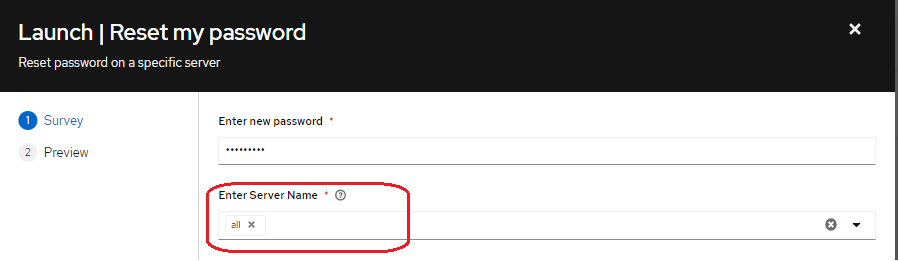 Launch | Reset my password
Reset password on a specific server
1 Survey
2 Preview
Enter new password *
•••••••••
Enter Server Name *
all